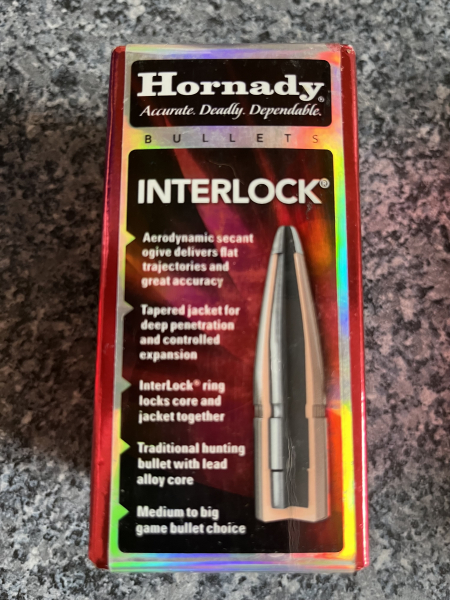 Hornady®
Accurate. Deadly. Dependable.
BULLETS
INTERLOCK®
Aerodynamic secant
ogive delivers flat
trajectories and
great accuracy
Tapered jacket for
deep penetration
and controlled
expansion
InterLock® ring
locks core and
jacket together
Traditional hunting
bullet with lead
alloy core
Medium to big
game bullet choice